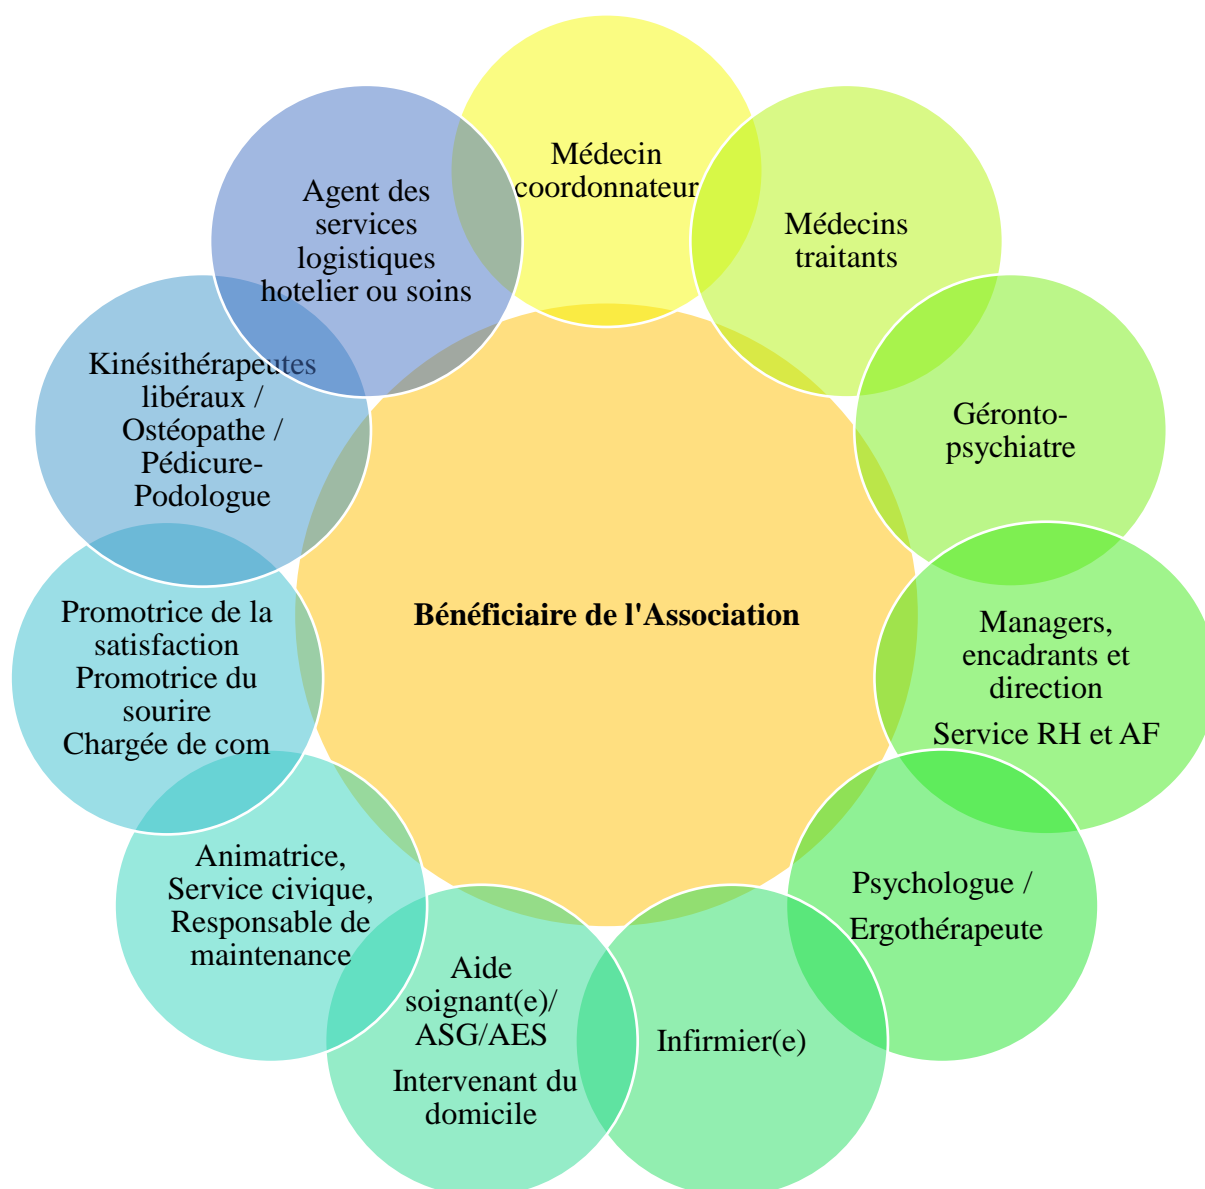 Médecin
coordonnateur
Médecins
traitants
Géronto-
psychiatre
Managers,
encadrants et
direction
Service RH et AF
Psychologue /
Ergothérapeute
Infirmier(e)
Aide
soignant(e)/
ASG/AES
Intervenant du
domicile
Animatrice,
Service civique,
Responsable de
maintenance
Promotrice de la
satisfaction
Promotrice du
sourire
Chargée de com
Kinésithérapeutes
libéraux /
Ostéopathe /
Pédicure-
Podologue
Agent des
services
logistiques
hotelier ou soins
Bénéficiaire de l'Association